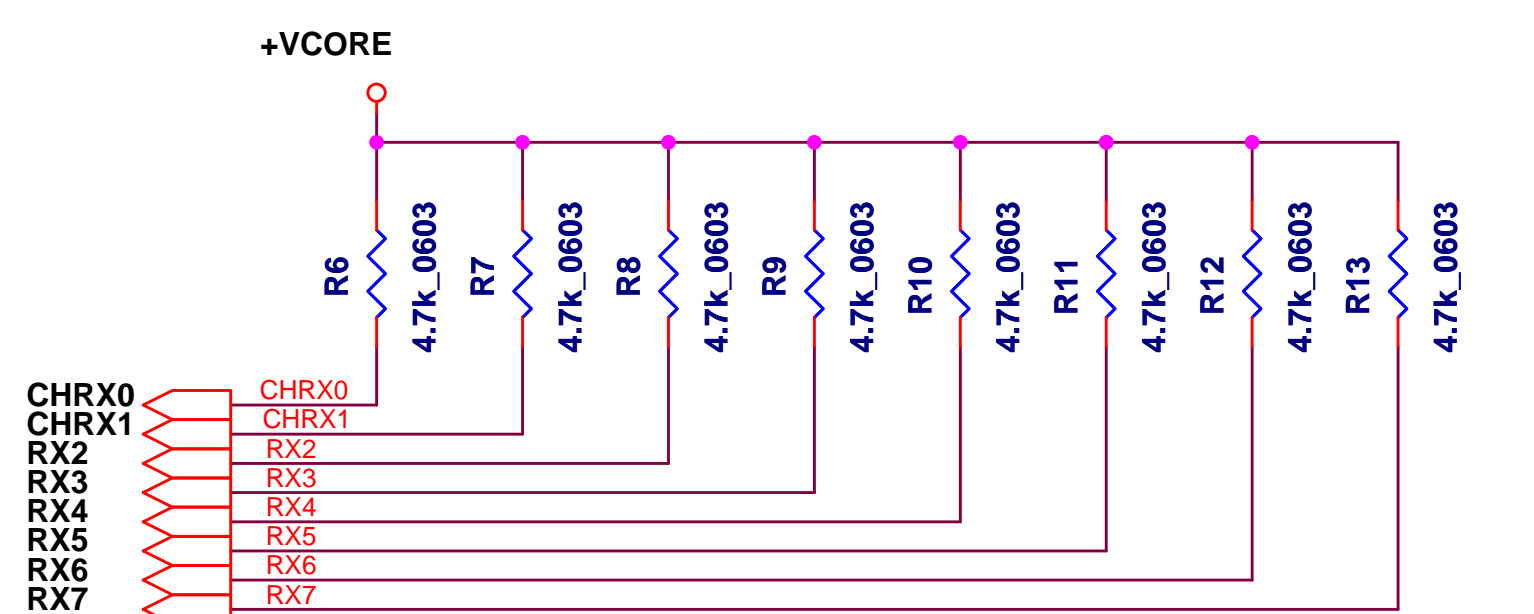 +VCORE
R6
4.7k_0603
R7
4.7k_0603
R8
4.7k_0603
R9
4.7k_0603
R10
4.7k_0603
R11
4.7k_0603
R12
4.7k_0603
R13
4.7k_0603
CHRX0 CHRX0
CHRX1 CHRX1
RX2 RX2
RX3 RX3
RX4 RX4
RX5 RX5
RX6 RX6
RX7 RX7